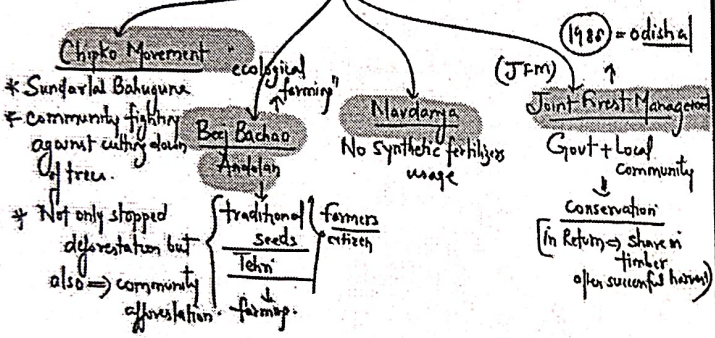 Chipko Movement
* Sundarlal Bahuguna
* community fighting
against cutting down
of trees.
* Not only stopped
deforestation but
also ⇒ community
afforestation.
"ecological
farming"
Beej Bachao
Andolan
traditional
seeds
Tehri
farming.
farmers
citizen
Navdanya
No Synthetic fertilizers
usage
(JFM)
= odisha
Joint Forest Management
Govt + Local
community
conservation
[In Return ⇒ share in
timber
after successful harvest)